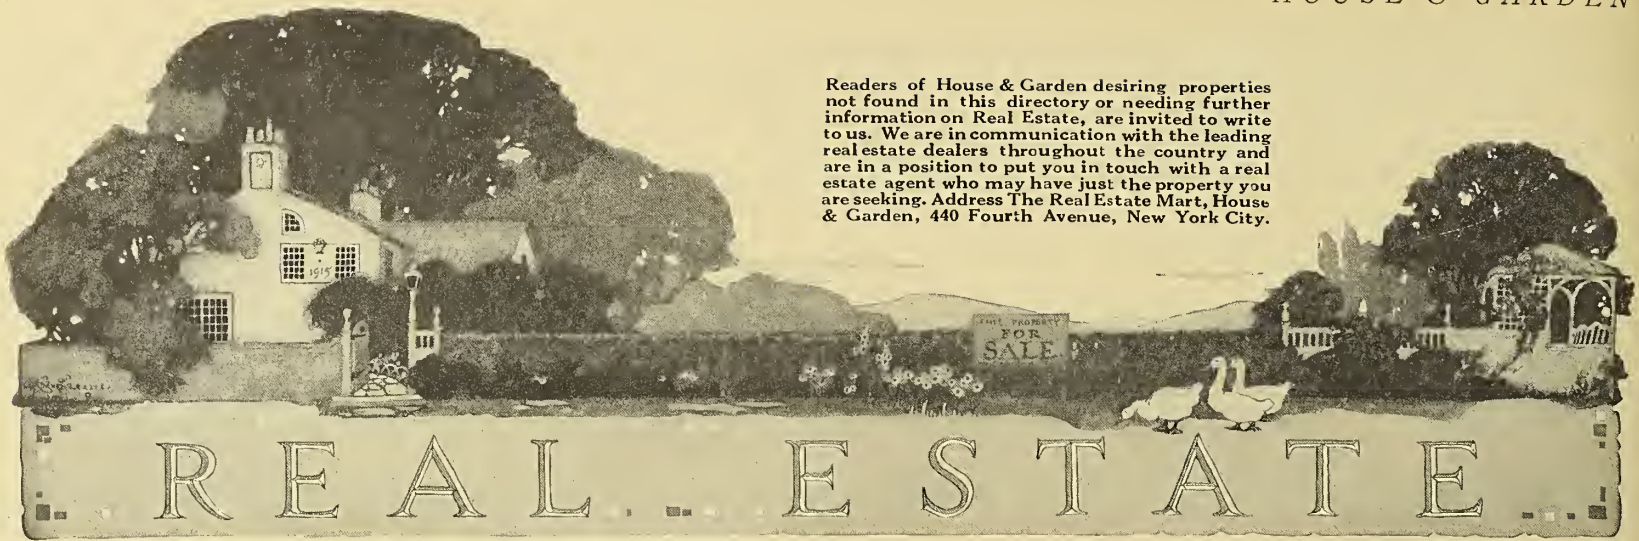 HOUSE & GARDEN
Readers of House & Garden desiring properties
not found in this directory or needing further
information on Real Estate, are invited to write
to us. We are in communication with the leading
real estate dealers throughout the country and
are in a position to put you in touch with a real
estate agent who may have just the property you
are seeking. Address The Real Estate Mart, House
& Garden, 440 Fourth Avenue, New York City.
1915
PROPERTY
FOR
SALE
REAL ESTATE